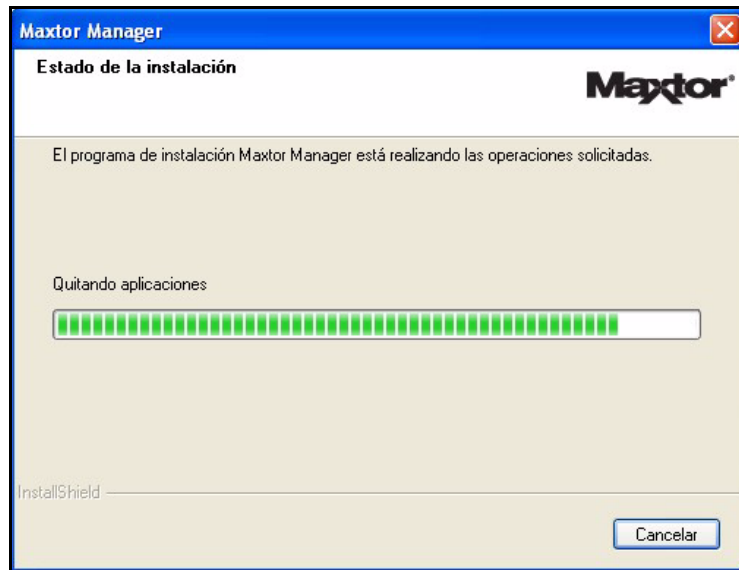 Maxtor Manager
Estado de la instalación
Maxtor®
El programa de instalación Maxtor Manager está realizando las operaciones solicitadas.
Quitando aplicaciones
InstallShield
Cancelar